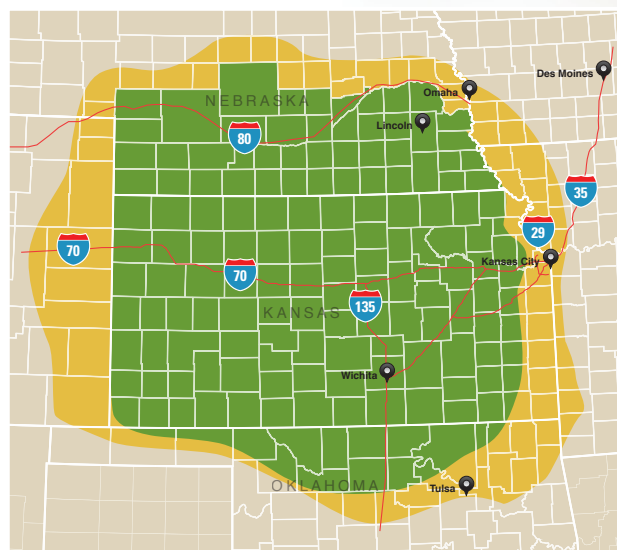 Des Moines
Omaha
NEBRASKA
Lincoln
80
35
29
70
Kansas City
70
135
KANSAS
Wichita
OKLAHOMA
Tulsa